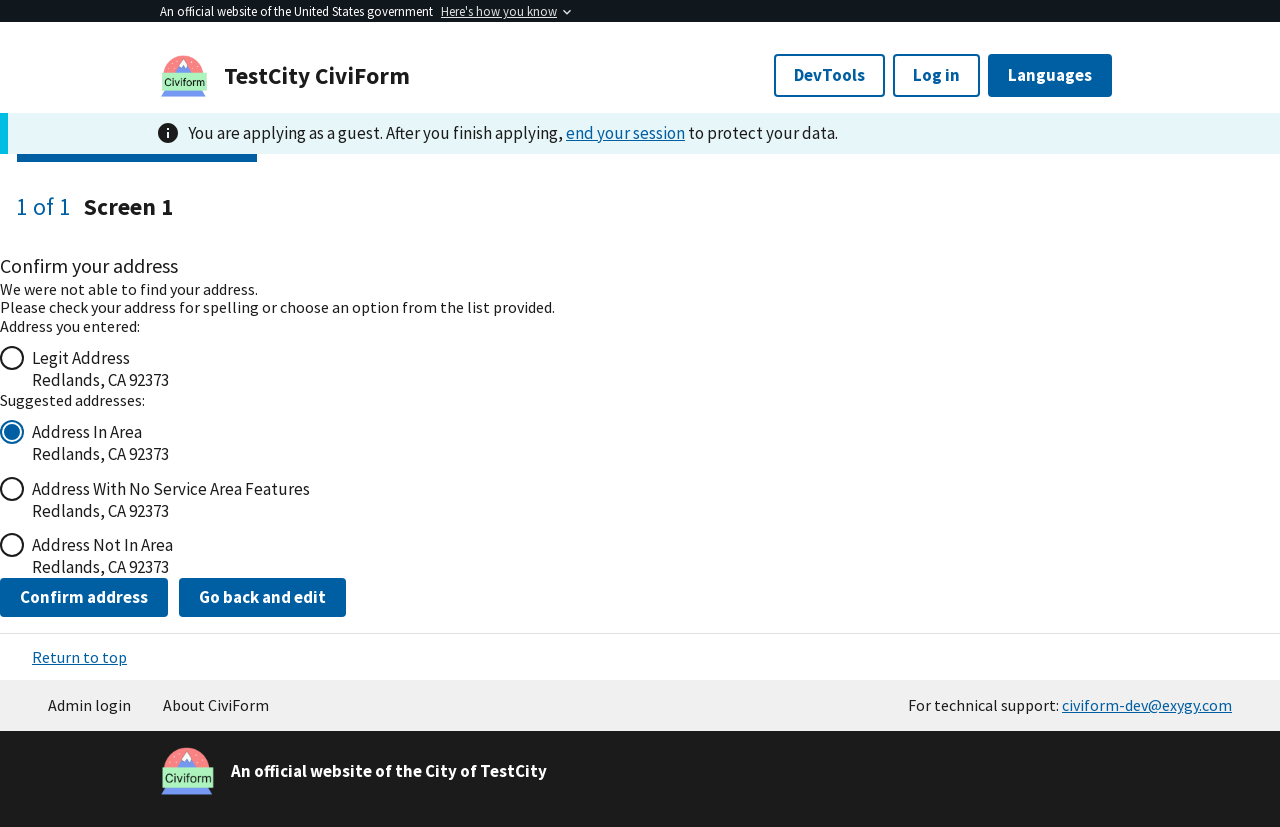 An official website of the United States government Here's how you know
Civiform
TestCity CiviForm
DevTools
Log in
Languages
You are applying as a guest. After you finish applying, end your session to protect your data.
1 of 1 Screen 1
Confirm your address
We were not able to find your address.
Please check your address for spelling or choose an option from the list provided.
Address you entered:
Legit Address
Redlands, CA 92373
Suggested addresses:
Address In Area
Redlands, CA 92373
Address With No Service Area Features
Redlands, CA 92373
Address Not In Area
Redlands, CA 92373
Confirm address
Go back and edit
Return to top
Admin login
About CiviForm
For technical support: civiform-dev@exygy.com
Civiform
An official website of the City of TestCity